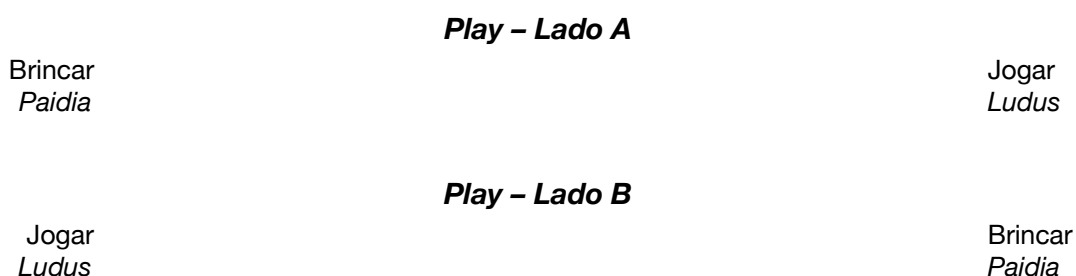 Play – Lado A
Brincar Jogar
Paidia Ludus
Play – Lado B
Jogar Brincar
Ludus Paidia